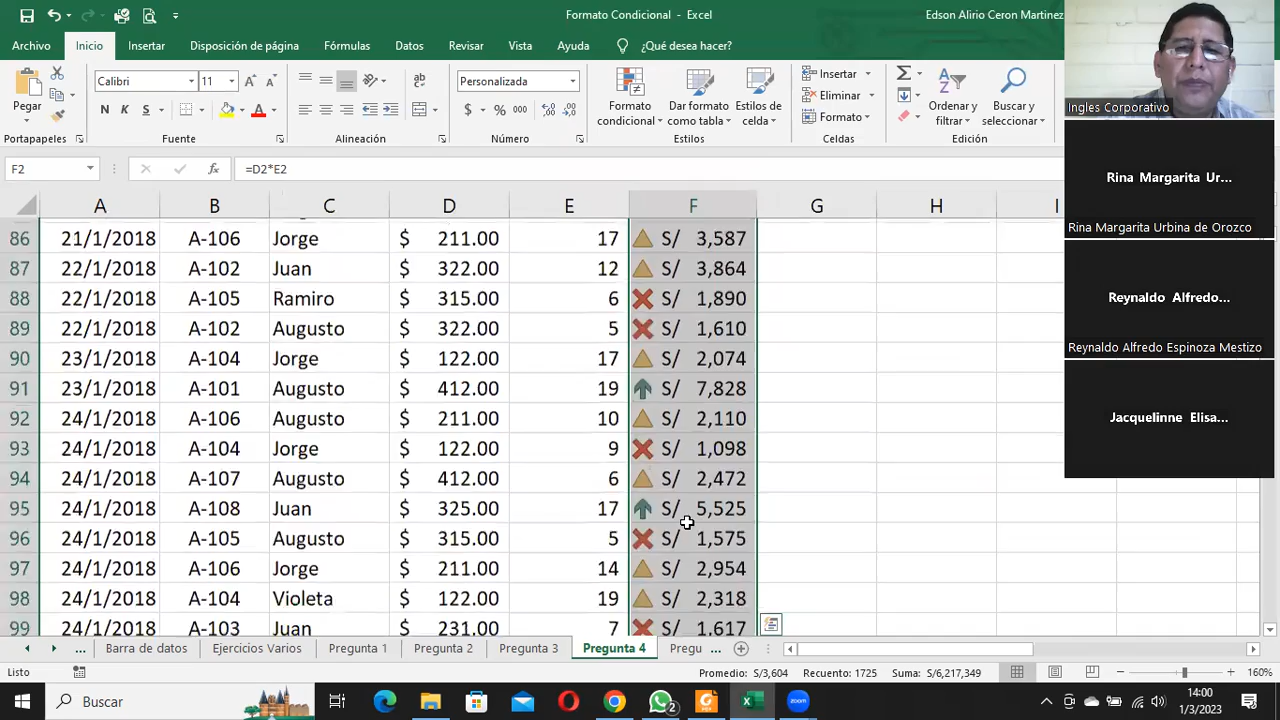 Formato Condicional - Excel
Edson Alirio Ceron Martinez
Archivo Inicio Insertar Disposición de página Fórmulas Datos Revisar Vista Ayuda ¿Qué desea hacer?
Pegar
Calibri 11
N K S
Personalizada
$ % 000
Formato condicional
Dar formato como tabla
Estilos de celda
Insertar
Eliminar
Formato
Ordenar y filtrar
Buscar y seleccionar
Portapapeles Fuente Alineación Número Estilos Celdas Edición
F2 fx =D2*E2
A B C D E F G H I
86 21/1/2018 A-106 Jorge $ 211.00 17 S/ 3,587
87 22/1/2018 A-102 Juan $ 322.00 12 S/ 3,864
88 22/1/2018 A-105 Ramiro $ 315.00 6 S/ 1,890
89 22/1/2018 A-102 Augusto $ 322.00 5 S/ 1,610
90 23/1/2018 A-104 Jorge $ 122.00 17 S/ 2,074
91 23/1/2018 A-101 Augusto $ 412.00 19 S/ 7,828
92 24/1/2018 A-106 Augusto $ 211.00 10 S/ 2,110
93 24/1/2018 A-104 Jorge $ 122.00 9 S/ 1,098
94 24/1/2018 A-107 Augusto $ 412.00 6 S/ 2,472
95 24/1/2018 A-108 Juan $ 325.00 17 S/ 5,525
96 24/1/2018 A-105 Augusto $ 315.00 5 S/ 1,575
97 24/1/2018 A-106 Jorge $ 211.00 14 S/ 2,954
98 24/1/2018 A-104 Violeta $ 122.00 19 S/ 2,318
99 24/1/2018 A-103 Juan $ 231.00 7 S/ 1,617
... Barra de datos Ejercicios Varios Pregunta 1 Pregunta 2 Pregunta 3 Pregunta 4 Pregu ...
Listo Promedio: S/3,604 Recuento: 1725 Suma: S/6,217,349 160%
Buscar
2
14:00
1/3/2023
Ingles Corporativo
Rina Margarita Ur...
Rina Margarita Urbina de Orozco
Reynaldo Alfredo...
Reynaldo Alfredo Espinoza Mestizo
Jacquelinne Elisa...